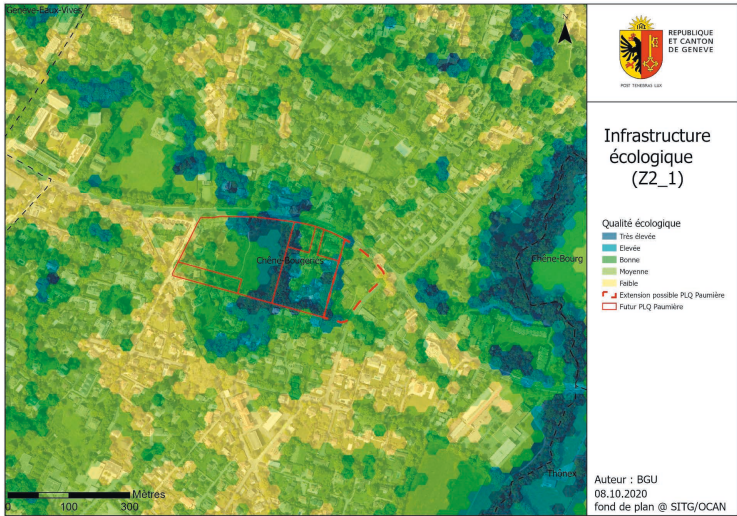 Genève-Eaux-Vives
Chêne-Bougeries
Chêne-Bourg
Thônex
Mètres
0 100 300
REPUBLIQUE
ET CANTON
DE GENEVE
POST TENEBRAS LUX
Infrastructure
écologique
(Z2_1)
Qualité écologique
Très élevée
Elevée
Bonne
Moyenne
Faible
Extension possible PLQ Paumière
Futur PLQ Paumière
Auteur : BGU
08.10.2020
fond de plan @ SITG/OCAN